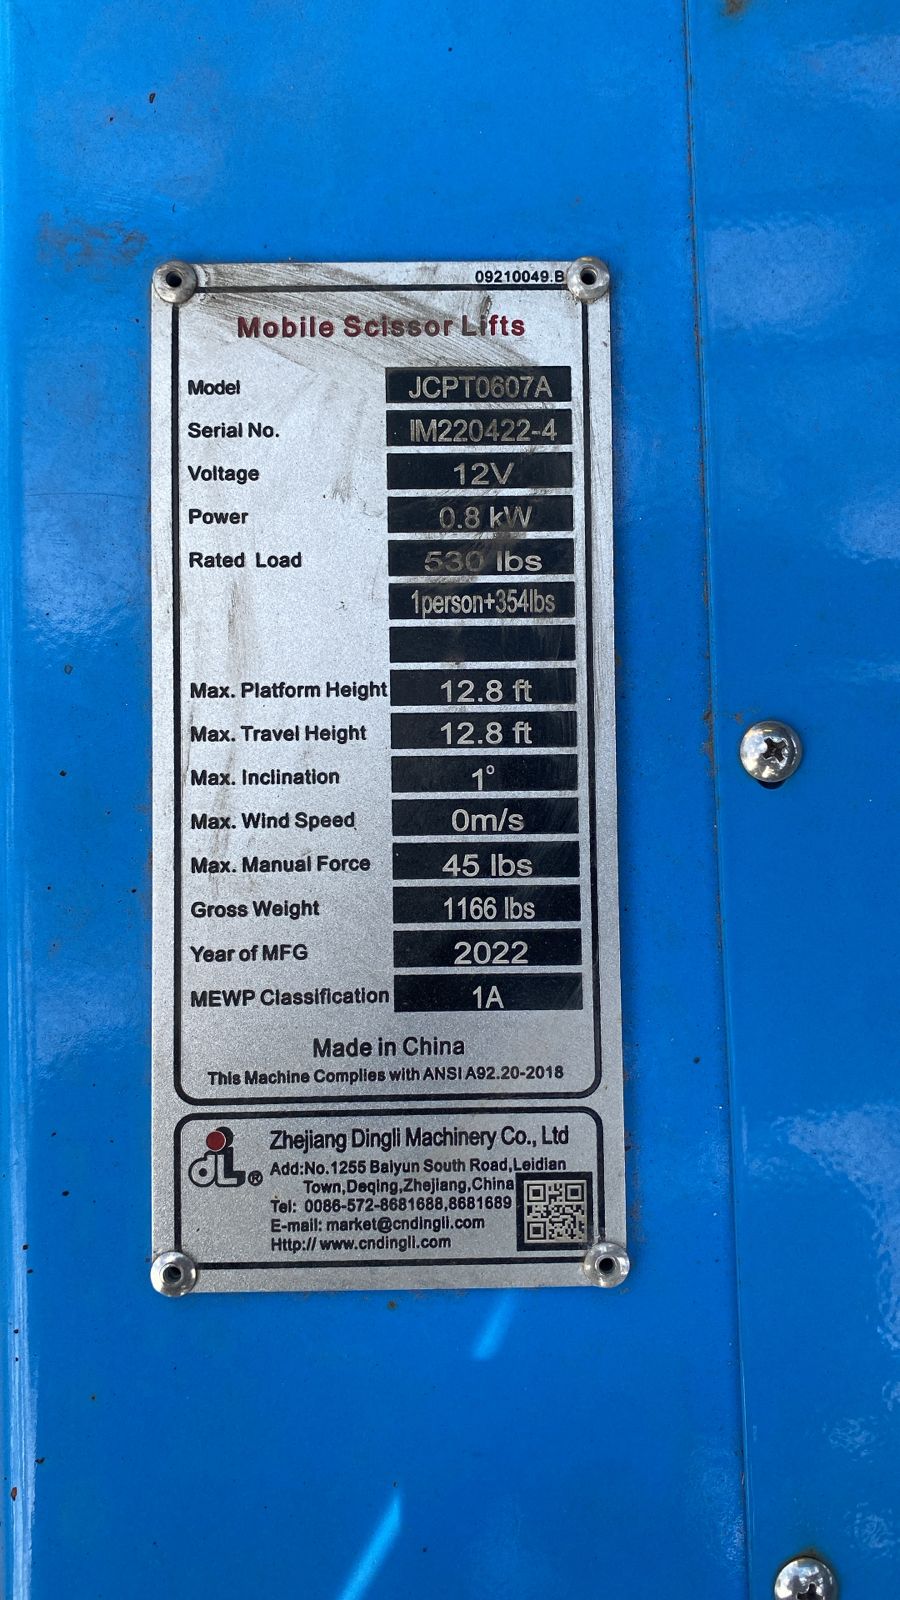 09210049.B
Mobile Scissor Lifts
Model JCPT0607A
Serial No. IM220422-4
Voltage 12V
Power 0.8 kW
Rated Load 530 lbs
1person+354lbs
Max. Platform Height 12.8 ft
Max. Travel Height 12.8 ft
Max. Inclination 1°
Max. Wind Speed 0m/s
Max. Manual Force 45 lbs
Gross Weight 1166 lbs
Year of MFG 2022
MEWP Classification 1A
Made in China
This Machine Complies with ANSI A92.20-2018
dL®
Zhejiang Dingli Machinery Co., Ltd
Add:No.1255 Baiyun South Road,Leidian
Town,Deqing,Zhejiang,China
Tel: 0086-572-8681688,8681689
E-mail: market@cndingli.com
Http:// www.cndingli.com